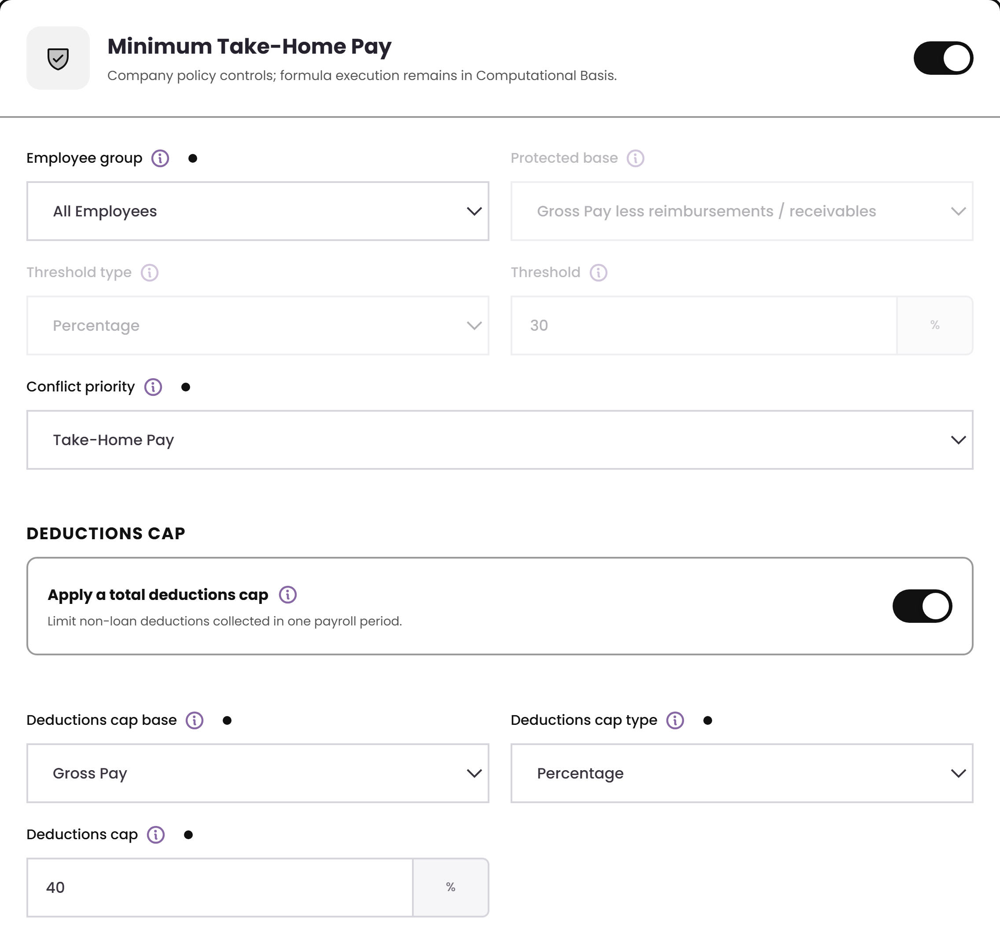 Minimum Take-Home Pay
Company policy controls; formula execution remains in Computational Basis.
Employee group
Protected base
All Employees
Gross Pay less reimbursements / receivables
Threshold type
Threshold
Percentage
30
%
Conflict priority
Take-Home Pay
DEDUCTIONS CAP
Apply a total deductions cap
Limit non-loan deductions collected in one payroll period.
Deductions cap base
Deductions cap type
Gross Pay
Percentage
Deductions cap
40
%